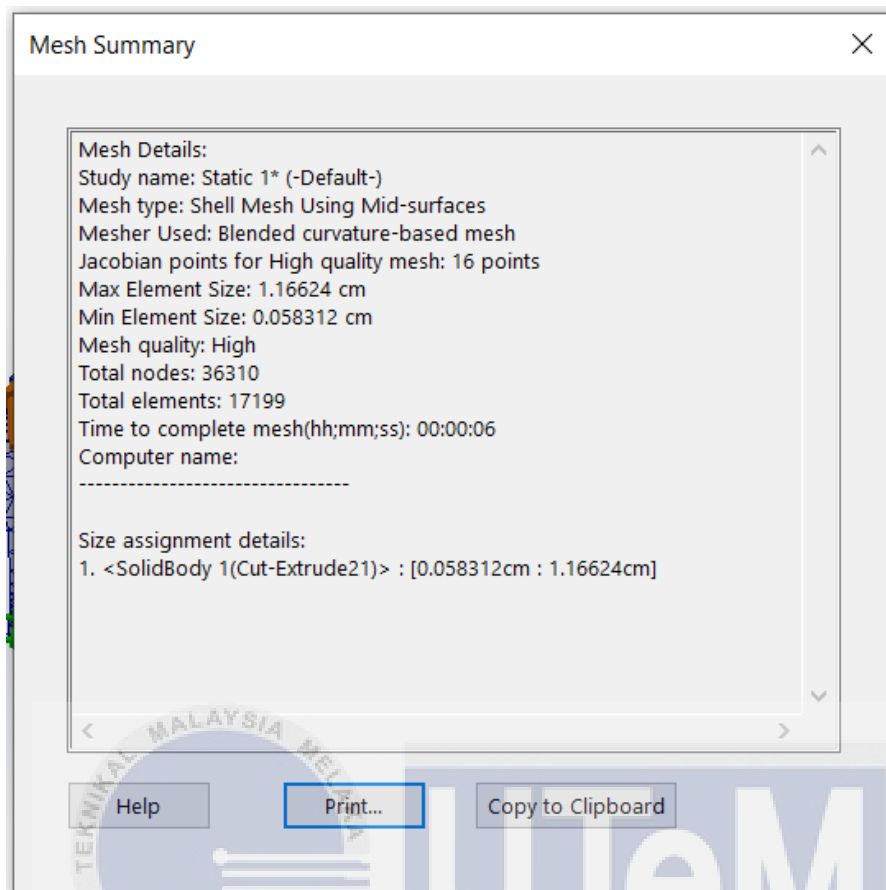 Mesh Summary
Mesh Details:
Study name: Static 1* (-Default-)
Mesh type: Shell Mesh Using Mid-surfaces
Mesher Used: Blended curvature-based mesh
Jacobian points for High quality mesh: 16 points
Max Element Size: 1.16624 cm
Min Element Size: 0.058312 cm
Mesh quality: High
Total nodes: 36310
Total elements: 17199
Time to complete mesh(hh;mm;ss): 00:00:06
Computer name:
---------------------------------
Size assignment details:
1. <SolidBody 1(Cut-Extrude21)> : [0.058312cm : 1.16624cm]
TEKNIKAL MALAYSIA MELAKA
Help
Print...
Copy to Clipboard
UTeM